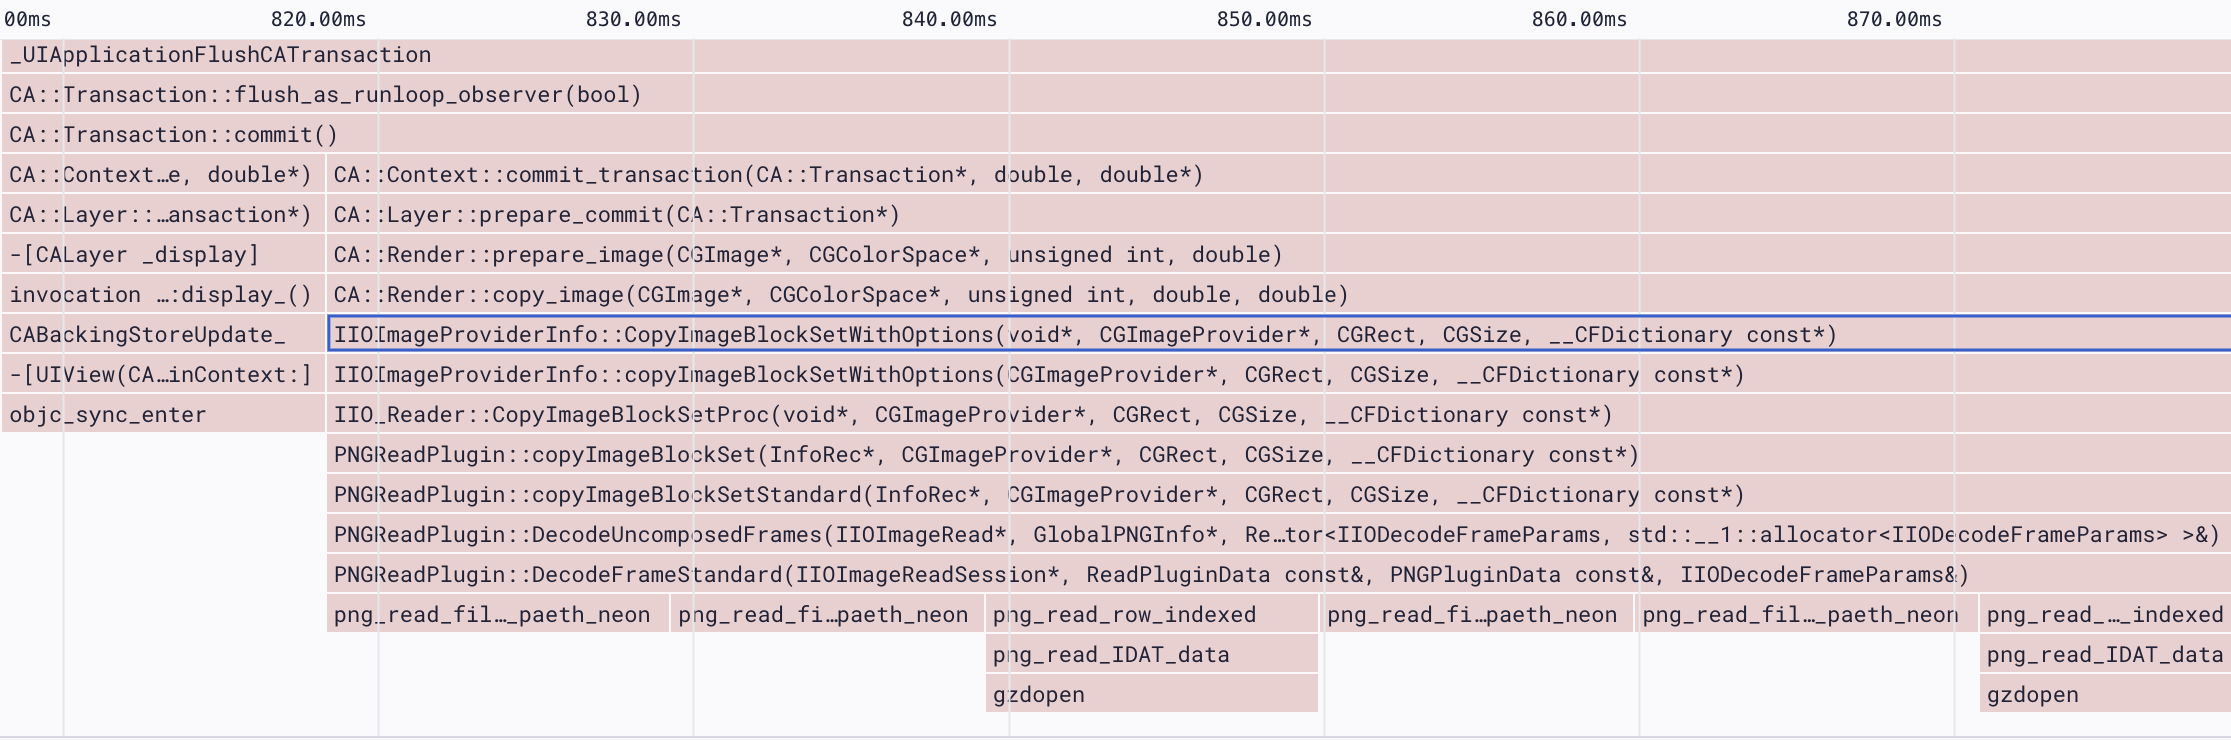 00ms 820.00ms 830.00ms 840.00ms 850.00ms 860.00ms 870.00ms
_UIApplicationFlushCATransaction
CA::Transaction::flush_as_runloop_observer(bool)
CA::Transaction::commit()
CA::Context…e, double*) CA::Context::commit_transaction(CA::Transaction*, double, double*)
CA::Layer::…ansaction*) CA::Layer::prepare_commit(CA::Transaction*)
-[CALayer _display] CA::Render::prepare_image(CGImage*, CGColorSpace*, unsigned int, double)
invocation …:display_() CA::Render::copy_image(CGImage*, CGColorSpace*, unsigned int, double, double)
CABackingStoreUpdate_ IIOImageProviderInfo::CopyImageBlockSetWithOptions(void*, CGImageProvider*, CGRect, CGSize, __CFDictionary const*)
-[UIView(CA…inContext:] IIOImageProviderInfo::copyImageBlockSetWithOptions(CGImageProvider*, CGRect, CGSize, __CFDictionary const*)
objc_sync_enter IIO_Reader::CopyImageBlockSetProc(void*, CGImageProvider*, CGRect, CGSize, __CFDictionary const*)
PNGReadPlugin::copyImageBlockSet(InfoRec*, CGImageProvider*, CGRect, CGSize, __CFDictionary const*)
PNGReadPlugin::copyImageBlockSetStandard(InfoRec*, CGImageProvider*, CGRect, CGSize, __CFDictionary const*)
PNGReadPlugin::DecodeUncomposedFrames(IIOImageRead*, GlobalPNGInfo*, Re…tor<IIODecodeFrameParams, std::__1::allocator<IIODecodeFrameParams> >&)
PNGReadPlugin::DecodeFrameStandard(IIOImageReadSession*, ReadPluginData const&, PNGPluginData const&, IIODecodeFrameParams&)
png_read_fil…_paeth_neon png_read_fi…paeth_neon png_read_row_indexed png_read_fi…paeth_neon png_read_fil…_paeth_neon png_read_…_indexed
png_read_IDAT_data png_read_IDAT_data
gzdopen gzdopen